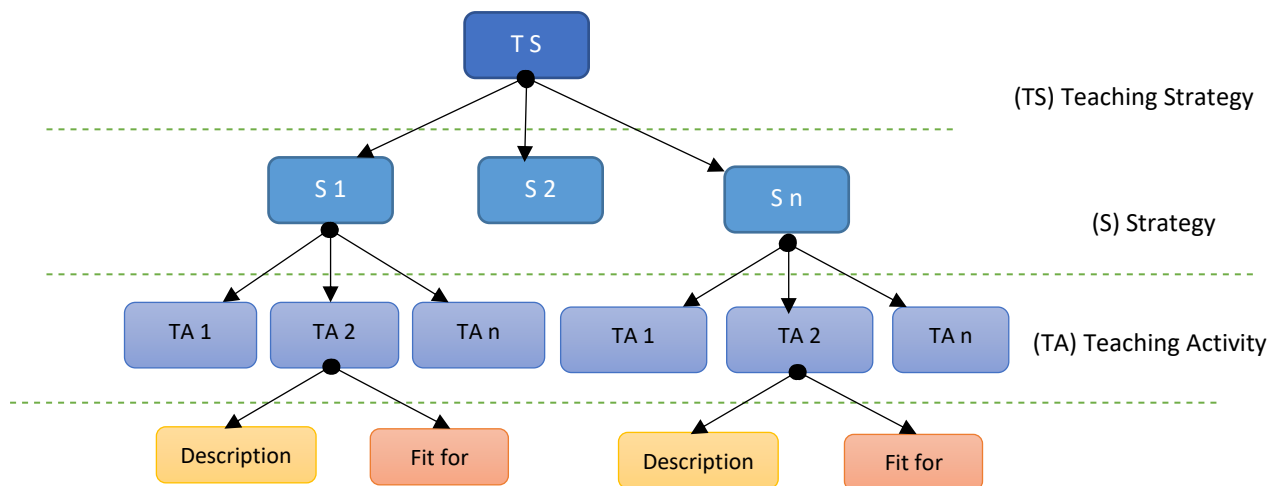 T S
(TS) Teaching Strategy
S 1
S 2
S n
(S) Strategy
TA 1
TA 2
TA n
TA 1
TA 2
TA n
(TA) Teaching Activity
Description
Fit for
Description
Fit for